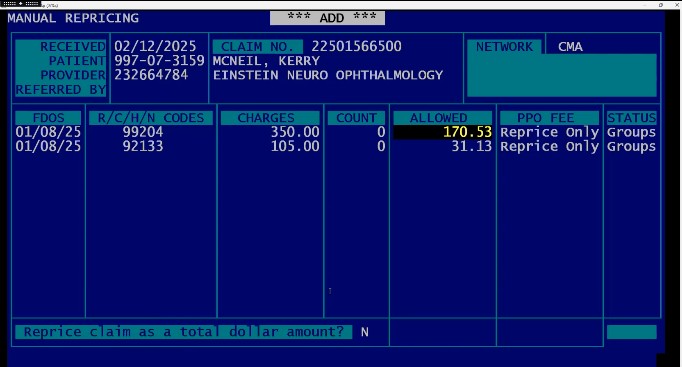 MANUAL REPRICING *** ADD ***
RECEIVED 02/12/2025 CLAIM NO. 22501566500 NETWORK CMA
PATIENT 997-07-3159 MCNEIL, KERRY
PROVIDER 232664784 EINSTEIN NEURO OPHTHALMOLOGY
REFERRED BY
FDOS R/C/H/N CODES CHARGES COUNT ALLOWED PPO FEE STATUS
01/08/25 99204 350.00 0 170.53 Reprice Only Groups
01/08/25 92133 105.00 0 31.13 Reprice Only Groups
Reprice claim as a total dollar amount? N